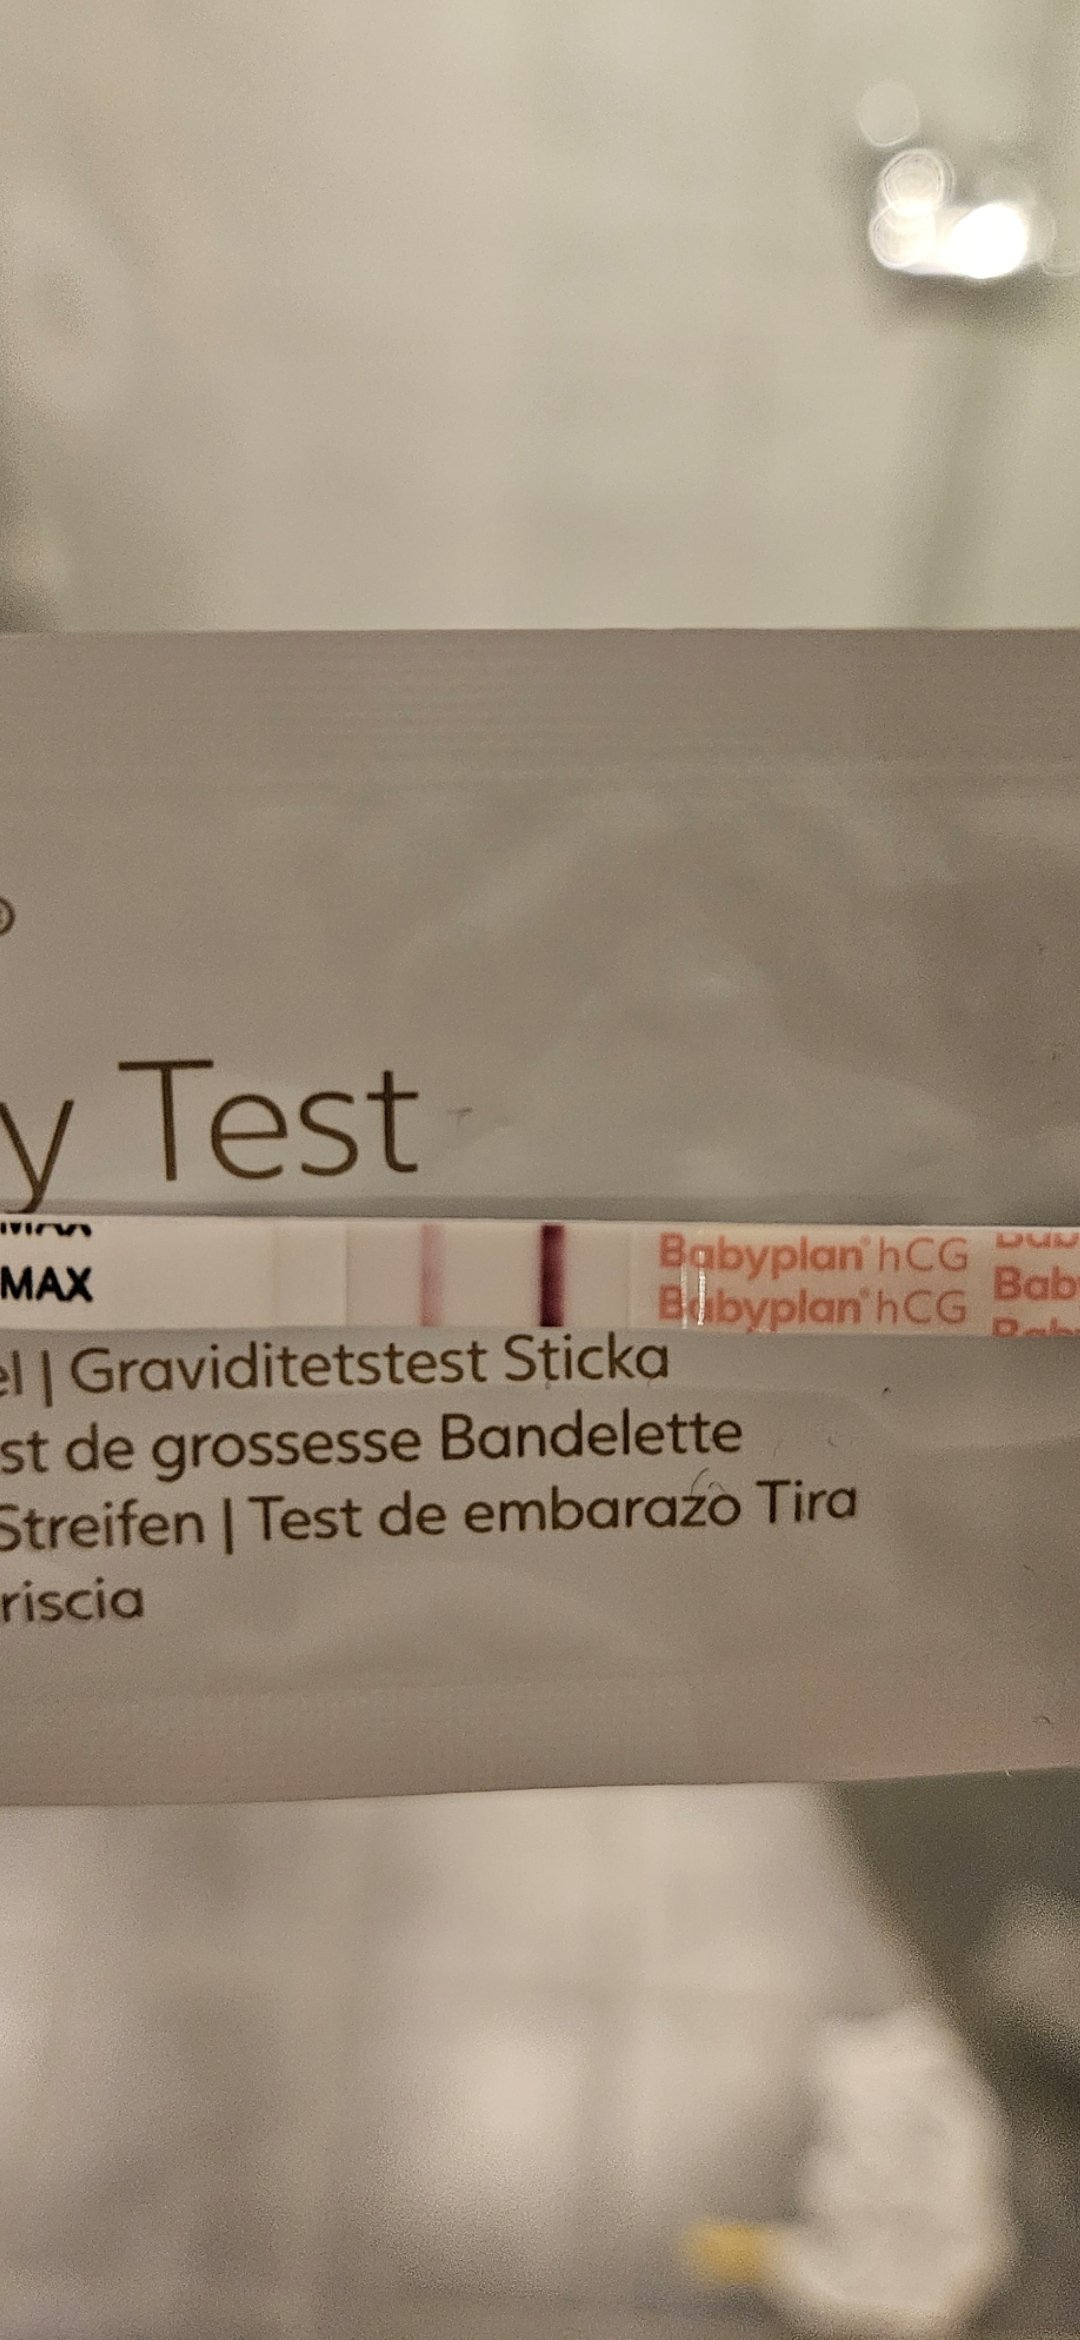 ®
y Test
MAX
MAX
Babyplan® hCG
Babyplan® hCG
Bab
el | Graviditetstest Sticka
st de grossesse Bandelette
Streifen | Test de embarazo Tira
riscia